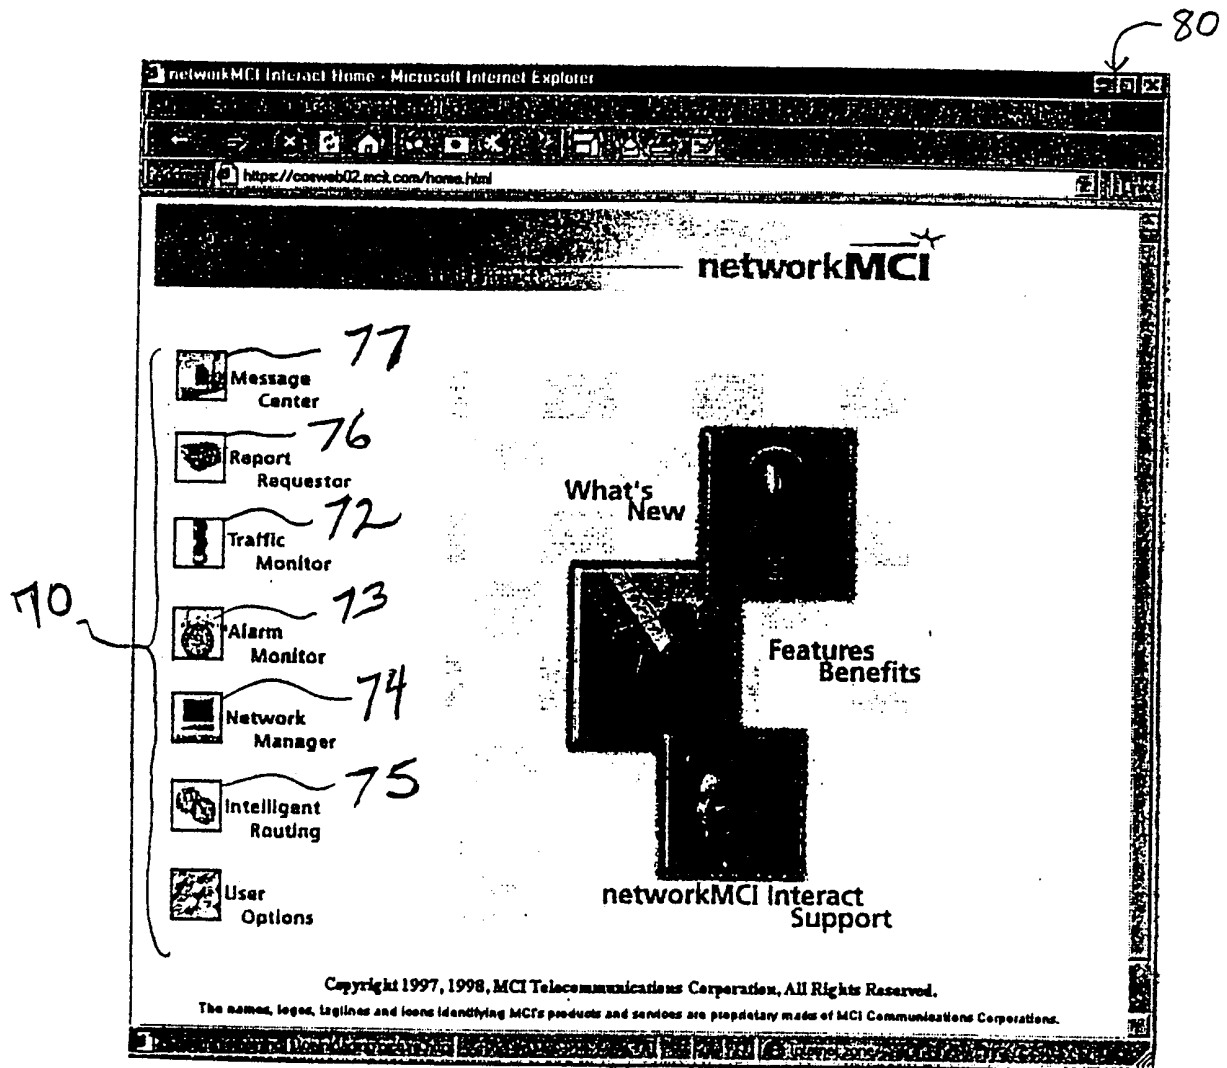 80
networkMCI Interact Home - Microsoft Internet Explorer
https://coeweb02.mcit.com/home.html
networkMCI
77
Message
Center
76
Report
Requestor
72
Traffic
Monitor
70
73
Alarm
Monitor
74
Network
Manager
75
Intelligent
Routing
User
Options
What's
New
Features
Benefits
networkMCI Interact
Support
Copyright 1997, 1998, MCI Telecommunications Corporation, All Rights Reserved.
The names, logos, taglines and icons identifying MCI's products and services are proprietary marks of MCI Communications Corporations.